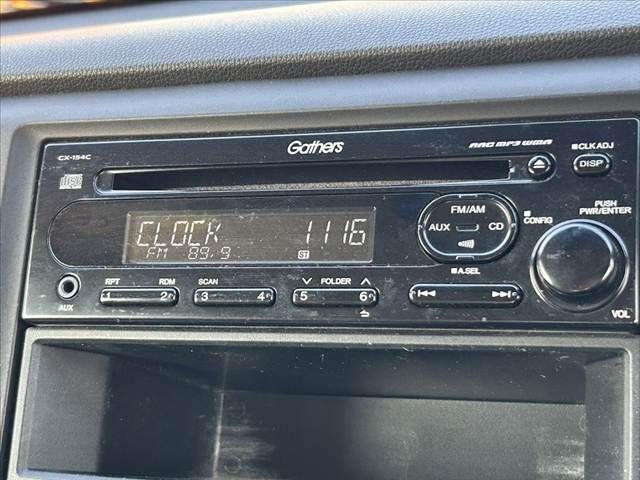 Gathers
AAC MP3 WMA
CLK ADJ
CX-154C
DISP
FM/AM
AUX
CD
CONFIG
PUSH
PWR/ENTER
CLOCK 1116
FM 89.9 ST
A.SEL
AUX
RPT RDM SCAN FOLDER
1 2 3 4 5 6
VOL